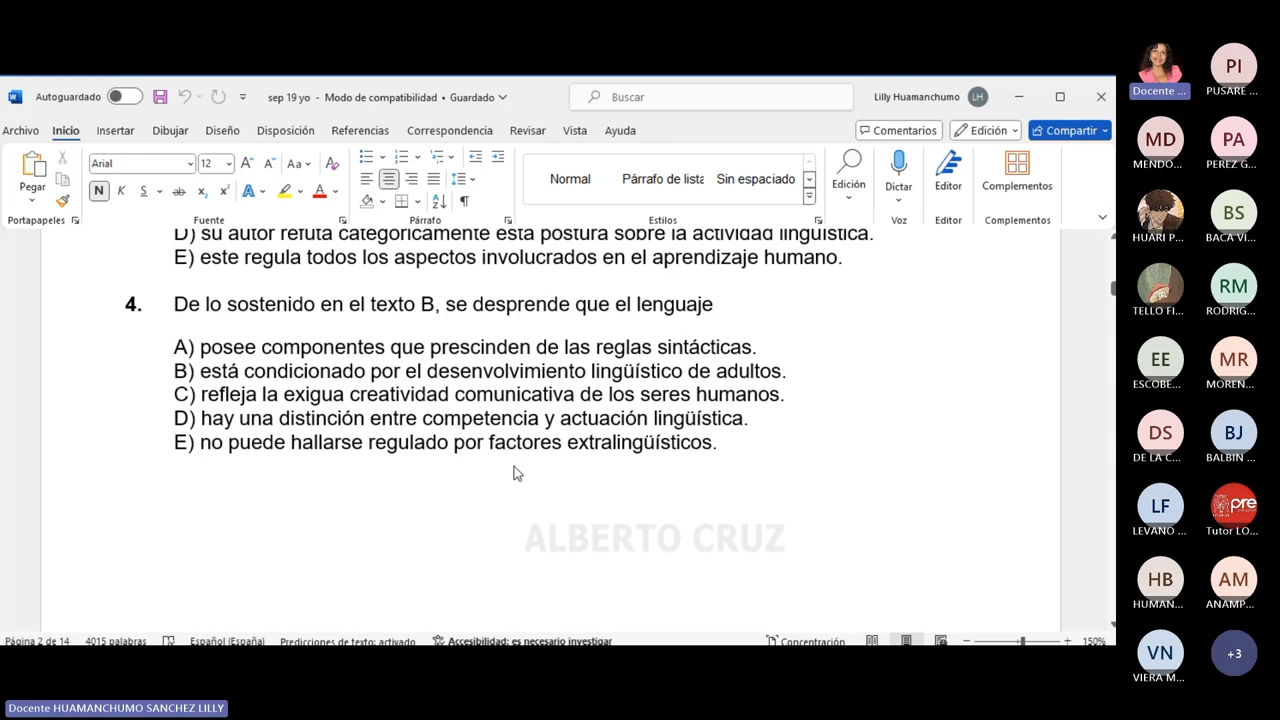 Autoguardado
sep 19 yo - Modo de compatibilidad • Guardado
Buscar
Lilly Huamanchumo
LH
Archivo
Inicio
Insertar
Dibujar
Diseño
Disposición
Referencias
Correspondencia
Revisar
Vista
Ayuda
Comentarios
Edición
Compartir
Pegar
Arial
12
Normal
Párrafo de lista
Sin espaciado
Edición
Dictar
Editor
Complementos
Portapapeles
Fuente
Párrafo
Estilos
Voz
Editor
Complementos
D) su autor refuta categóricamente esta postura sobre la actividad lingüística.
E) este regula todos los aspectos involucrados en el aprendizaje humano.
4. De lo sostenido en el texto B, se desprende que el lenguaje
A) posee componentes que prescinden de las reglas sintácticas.
B) está condicionado por el desenvolvimiento lingüístico de adultos.
C) refleja la exigua creatividad comunicativa de los seres humanos.
D) hay una distinción entre competencia y actuación lingüística.
E) no puede hallarse regulado por factores extralingüísticos.
ALBERTO CRUZ
Página 2 de 14
4015 palabras
Español (España)
Predicciones de texto: activado
Accesibilidad: es necesario investigar
Concentración
150%
Docente HUAMANCHUMO SANCHEZ LILLY
Docente ...
PI
PUSARE ...
MD
MENDO...
PA
PEREZ G...
HUARI P...
BS
BACA VI...
TELLO FI...
RM
RODRIG...
EE
ESCOBE...
MR
MOREN...
DS
DE LA C...
BJ
BALBIN ...
LF
LEVANO ...
pre
Tutor LO...
HB
HUMAN...
AM
ANAMP...
VN
VIERA M...
+3